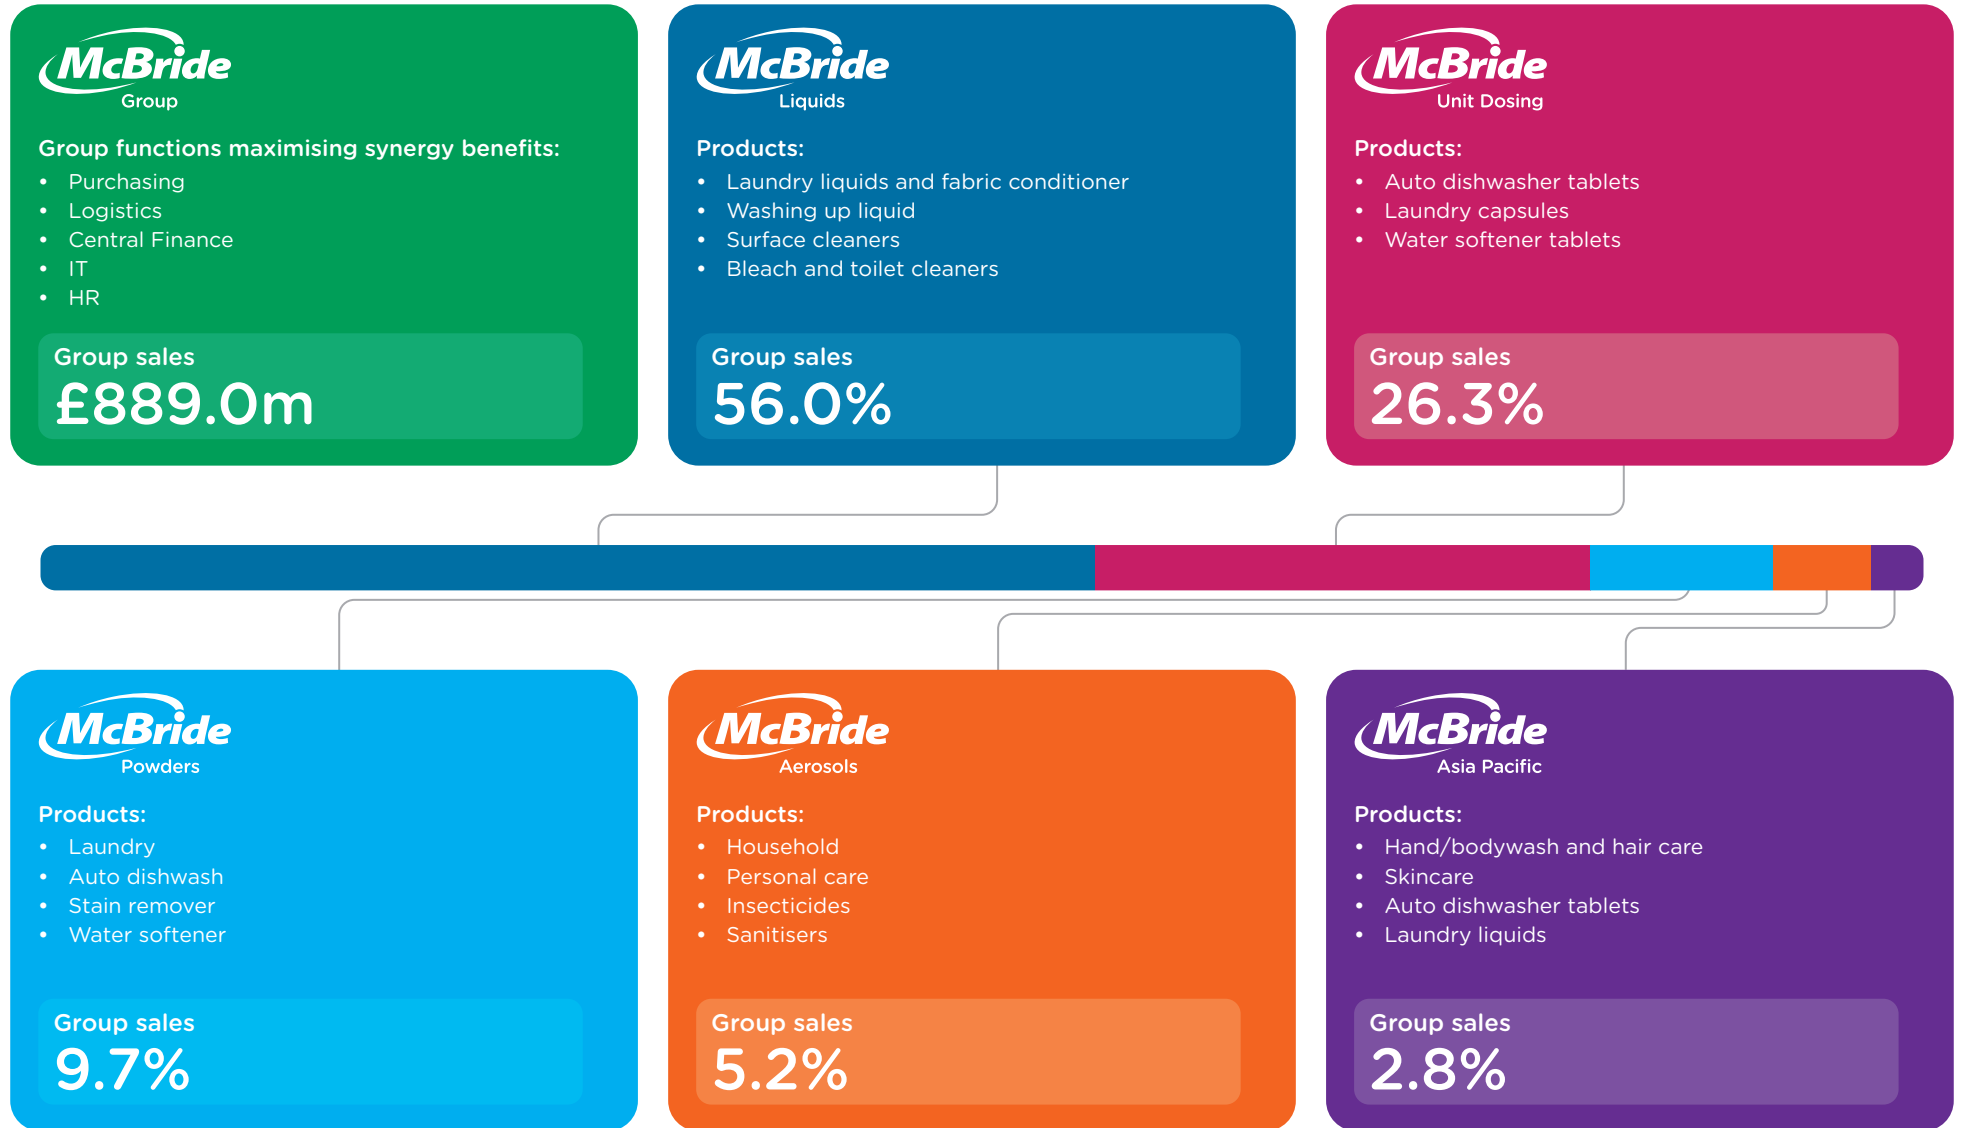 McBride
Group
Group functions maximising synergy benefits:
• Purchasing
• Logistics
• Central Finance
• IT
• HR
Group sales
£889.0m
McBride
Liquids
Products:
• Laundry liquids and fabric conditioner
• Washing up liquid
• Surface cleaners
• Bleach and toilet cleaners
Group sales
56.0%
McBride
Unit Dosing
Products:
• Auto dishwasher tablets
• Laundry capsules
• Water softener tablets
Group sales
26.3%
McBride
Powders
Products:
• Laundry
• Auto dishwash
• Stain remover
• Water softener
Group sales
9.7%
McBride
Aerosols
Products:
• Household
• Personal care
• Insecticides
• Sanitisers
Group sales
5.2%
McBride
Asia Pacific
Products:
• Hand/bodywash and hair care
• Skincare
• Auto dishwasher tablets
• Laundry liquids
Group sales
2.8%